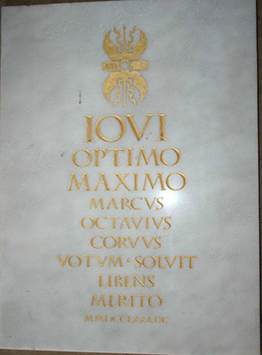 IOVI
OPTIMO
MAXIMO
MARCVS
OCTAVIVS
CORVVS
VOTVM · SOLVIT
LIBENS
MERITO